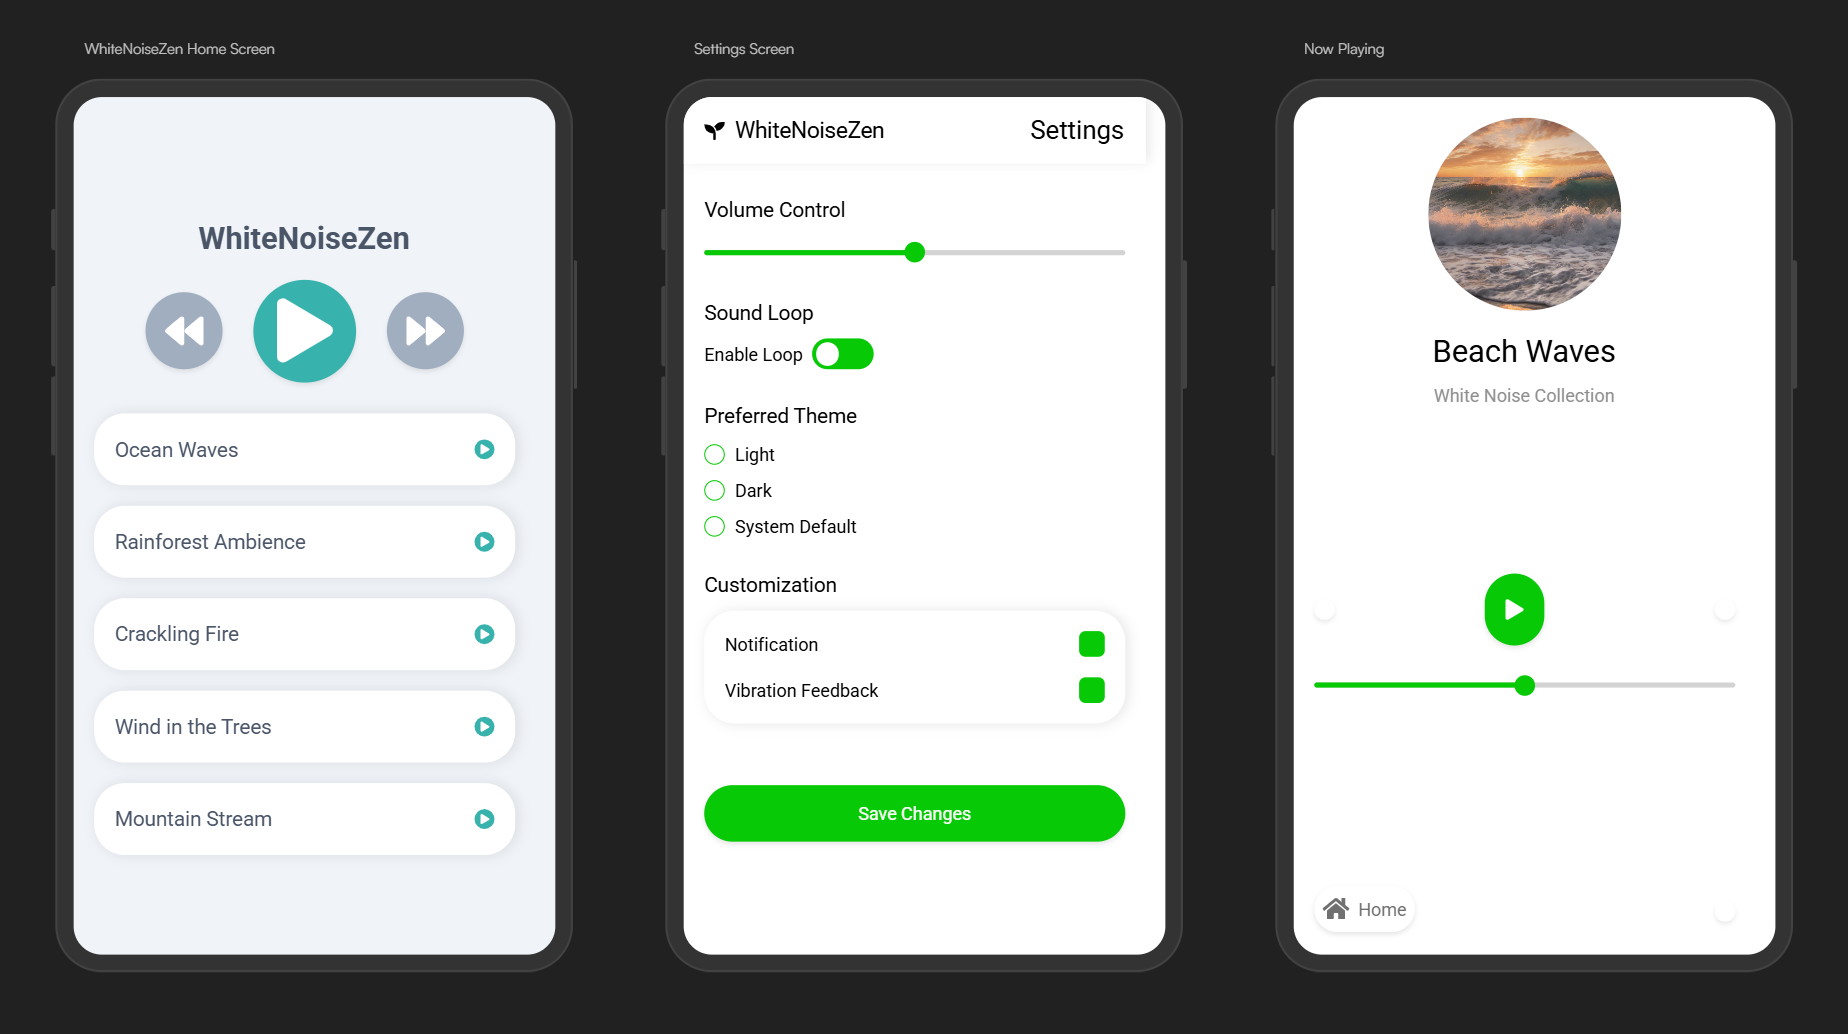 WhiteNoiseZen Home Screen
WhiteNoiseZen
Ocean Waves
Rainforest Ambience
Crackling Fire
Wind in the Trees
Mountain Stream
Settings Screen
WhiteNoiseZen
Settings
Volume Control
Sound Loop
Enable Loop
Preferred Theme
Light
Dark
System Default
Customization
Notification
Vibration Feedback
Save Changes
Now Playing
Beach Waves
White Noise Collection
Home